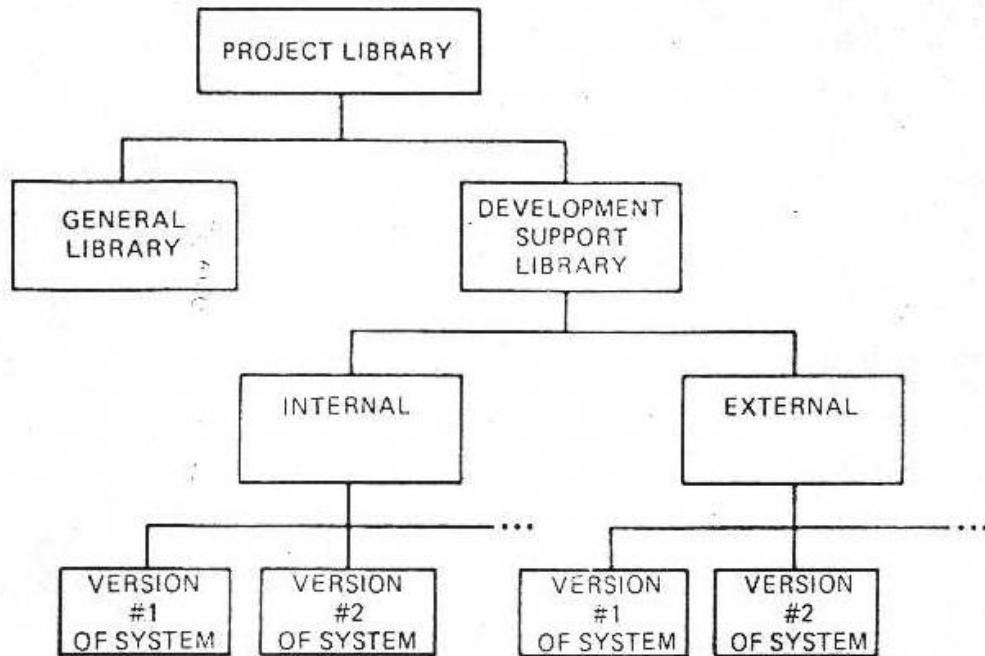 PROJECT LIBRARY
GENERAL
LIBRARY
DEVELOPMENT
SUPPORT
LIBRARY
INTERNAL
EXTERNAL
...
...
VERSION
#1
OF SYSTEM
VERSION
#2
OF SYSTEM
VERSION
#1
OF SYSTEM
VERSION
#2
OF SYSTEM